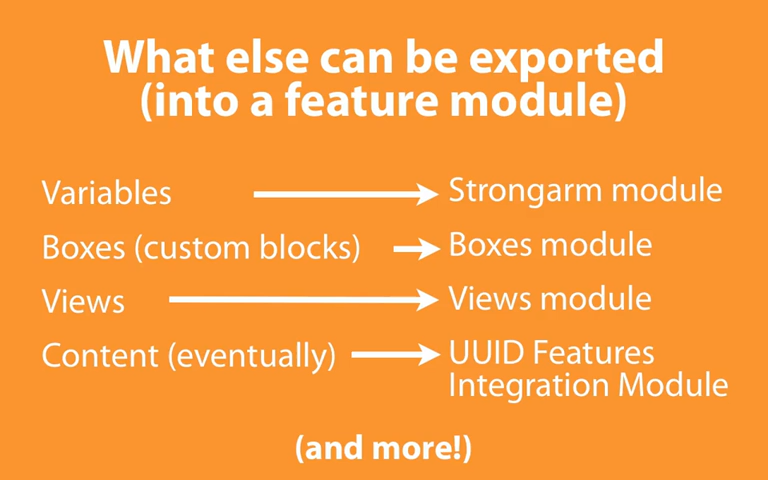 What else can be exported
(into a feature module)
Variables Strongarm module
Boxes (custom blocks) Boxes module
Views Views module
Content (eventually) UUID Features
Integration Module
(and more!)